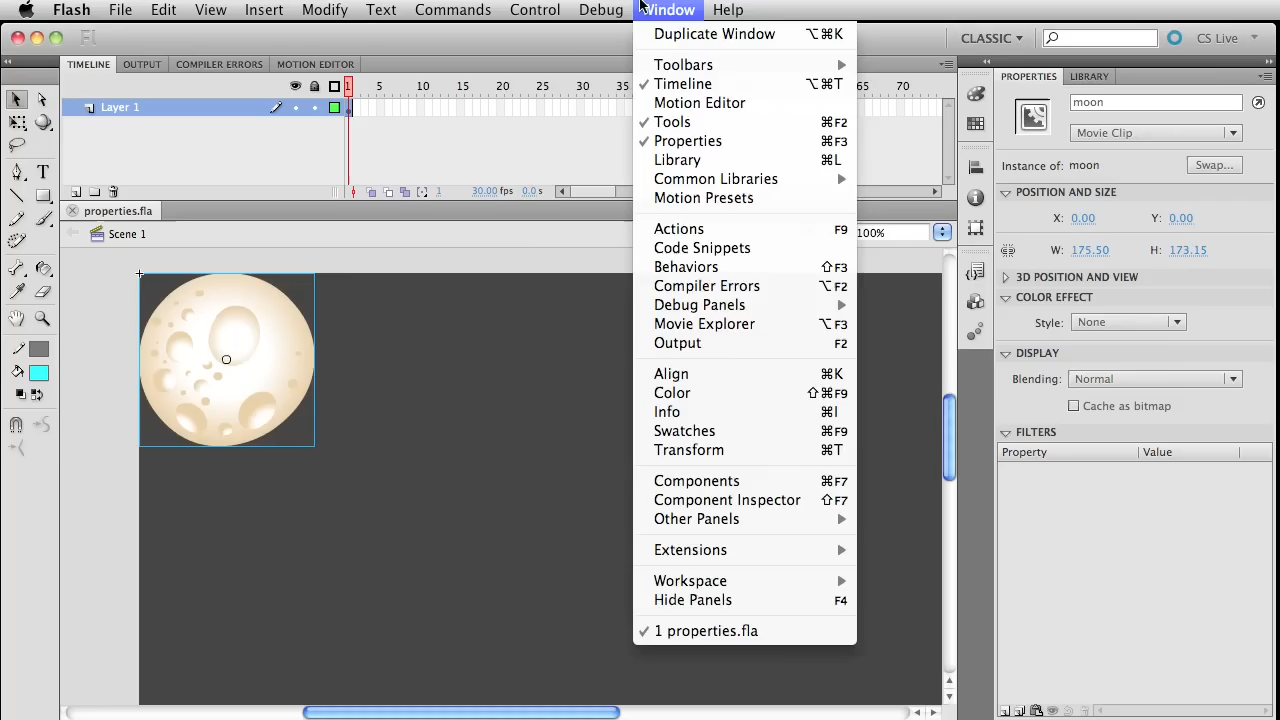 Flash File Edit View Insert Modify Text Commands Control Debug Window Help
Fl CLASSIC CS Live
TIMELINE OUTPUT COMPILER ERRORS MOTION EDITOR
1 5 10 15 20 25 30 35 65 70
Layer 1
1 30.00 fps 0.0 s
properties.fla
Scene 1 100%
Duplicate Window ⌥⌘K
Toolbars
✓ Timeline ⌥⌘T
Motion Editor
✓ Tools ⌘F2
✓ Properties ⌘F3
Library ⌘L
Common Libraries
Motion Presets
Actions F9
Code Snippets
Behaviors ⇧F3
Compiler Errors ⌥F2
Debug Panels
Movie Explorer ⌥F3
Output F2
Align ⌘K
Color ⇧⌘F9
Info ⌘I
Swatches ⌘F9
Transform ⌘T
Components ⌘F7
Component Inspector ⇧F7
Other Panels
Extensions
Workspace
Hide Panels F4
✓ 1 properties.fla
PROPERTIES LIBRARY
moon
Movie Clip
Instance of: moon Swap...
POSITION AND SIZE
X: 0.00 Y: 0.00
W: 175.50 H: 173.15
3D POSITION AND VIEW
COLOR EFFECT
Style: None
DISPLAY
Blending: Normal
Cache as bitmap
FILTERS
Property Value